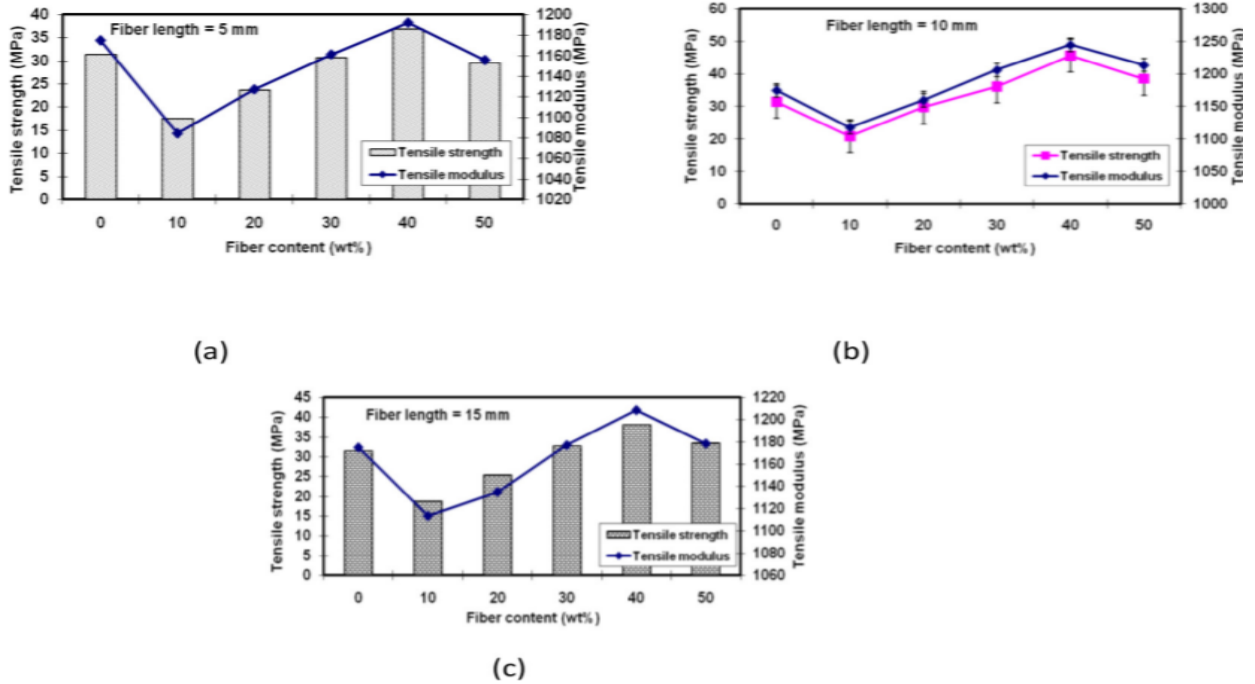 Fiber length = 5 mm
Tensile strength (MPa)
40
35
30
25
20
15
10
5
0
1200
1180
1160
1140
1120
1100
1080
1060
1040
1020
Tensile modulus (MPa)
Tensile strength
Tensile modulus
0 10 20 30 40 50
Fiber content (wt%)
(a)
Fiber length = 10 mm
Tensile strength (MPa)
60
50
40
30
20
10
0
1300
1250
1200
1150
1100
1050
1000
Tensile modulus (MPa)
Tensile strength
Tensile modulus
0 10 20 30 40 50
Fiber content (wt%)
(b)
Fiber length = 15 mm
Tensile strength (MPa)
45
40
35
30
25
20
15
10
5
0
1220
1200
1180
1160
1140
1120
1100
1080
1060
Tensile modulus (MPa)
Tensile strength
Tensile modulus
0 10 20 30 40 50
Fiber content (wt%)
(c)